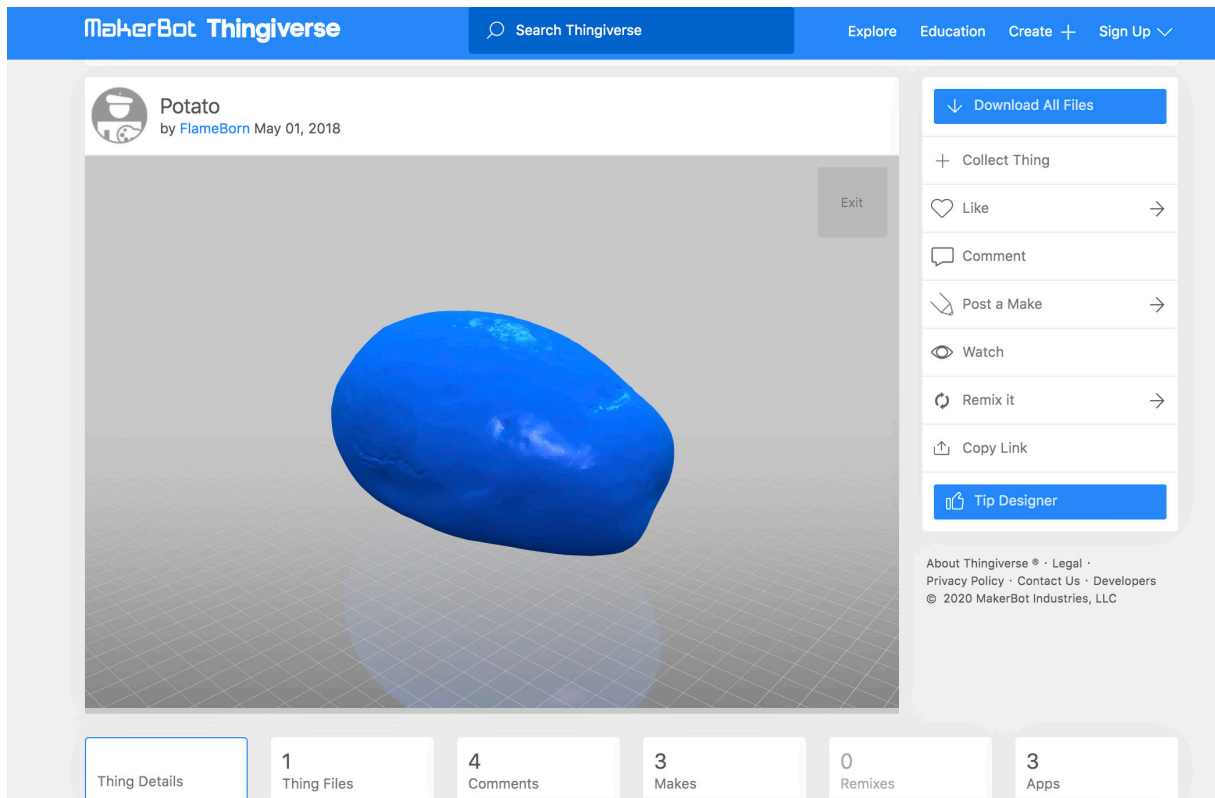 MakerBot Thingiverse
Search Thingiverse
Explore
Education
Create
Sign Up
Potato
by FlameBorn May 01, 2018
Exit
Download All Files
Collect Thing
Like
Comment
Post a Make
Watch
Remix it
Copy Link
Tip Designer
About Thingiverse ® · Legal ·
Privacy Policy · Contact Us · Developers
© 2020 MakerBot Industries, LLC
Thing Details
1
Thing Files
4
Comments
3
Makes
0
Remixes
3
Apps